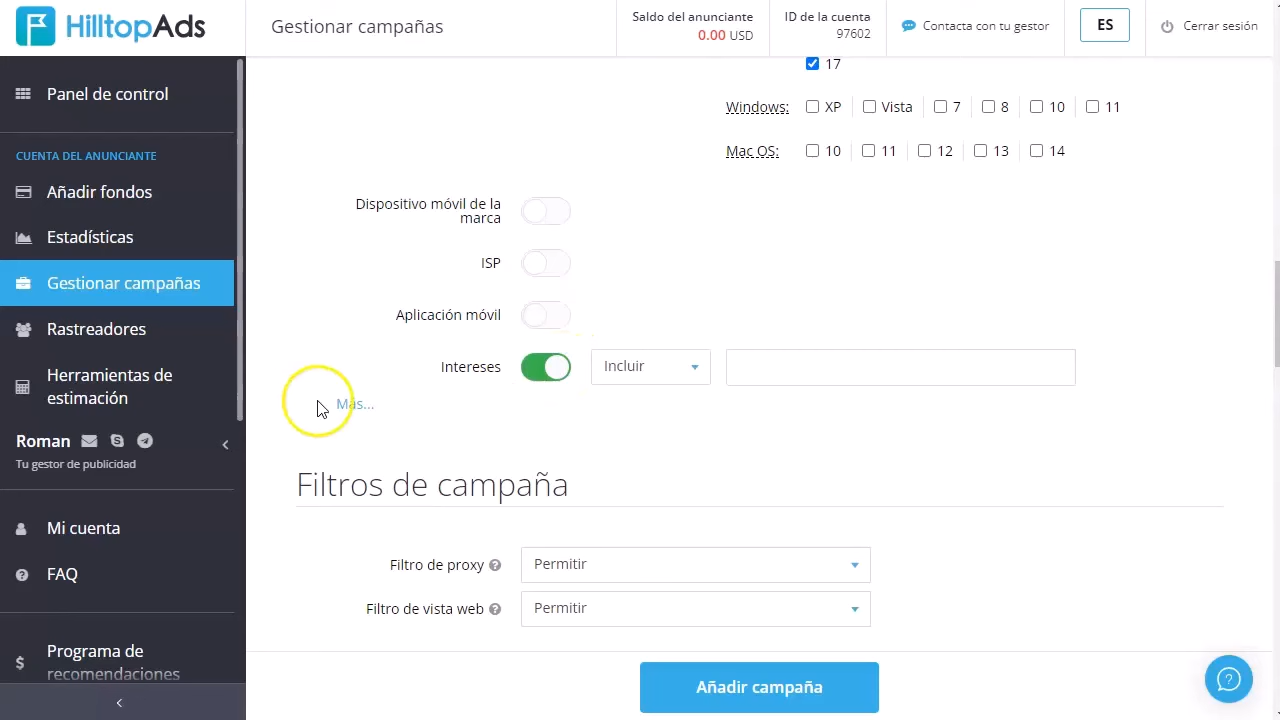 HilltopAds
Gestionar campañas
Saldo del anunciante
0.00 USD
ID de la cuenta
97602
Contacta con tu gestor
ES
Cerrar sesión
Panel de control
CUENTA DEL ANUNCIANTE
Añadir fondos
Estadísticas
Gestionar campañas
Rastreadores
Herramientas de
estimación
Roman
Tu gestor de publicidad
Mi cuenta
FAQ
Programa de
recomendaciones
17
Windows: XP Vista 7 8 10 11
Mac OS: 10 11 12 13 14
Dispositivo móvil de la
marca
ISP
Aplicación móvil
Intereses Incluir
Más...
Filtros de campaña
Filtro de proxy Permitir
Filtro de vista web Permitir
Añadir campaña